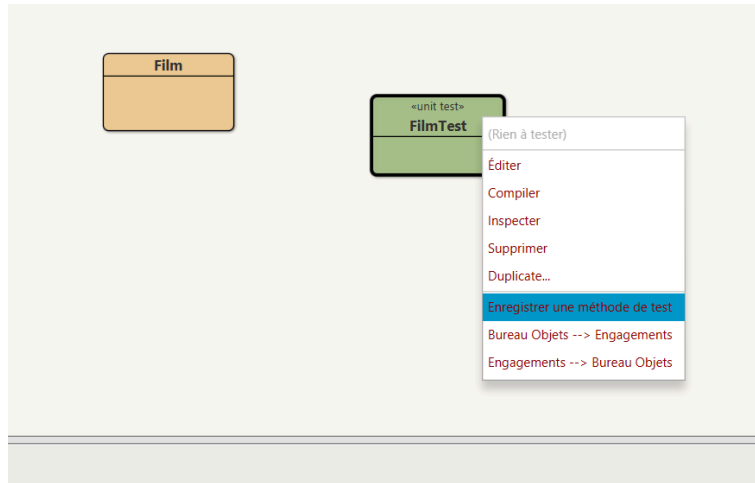 Film
«unit test»
FilmTest
(Rien à tester)
Éditer
Compiler
Inspecter
Supprimer
Duplicate...
Enregistrer une méthode de test
Bureau Objets --> Engagements
Engagements --> Bureau Objets